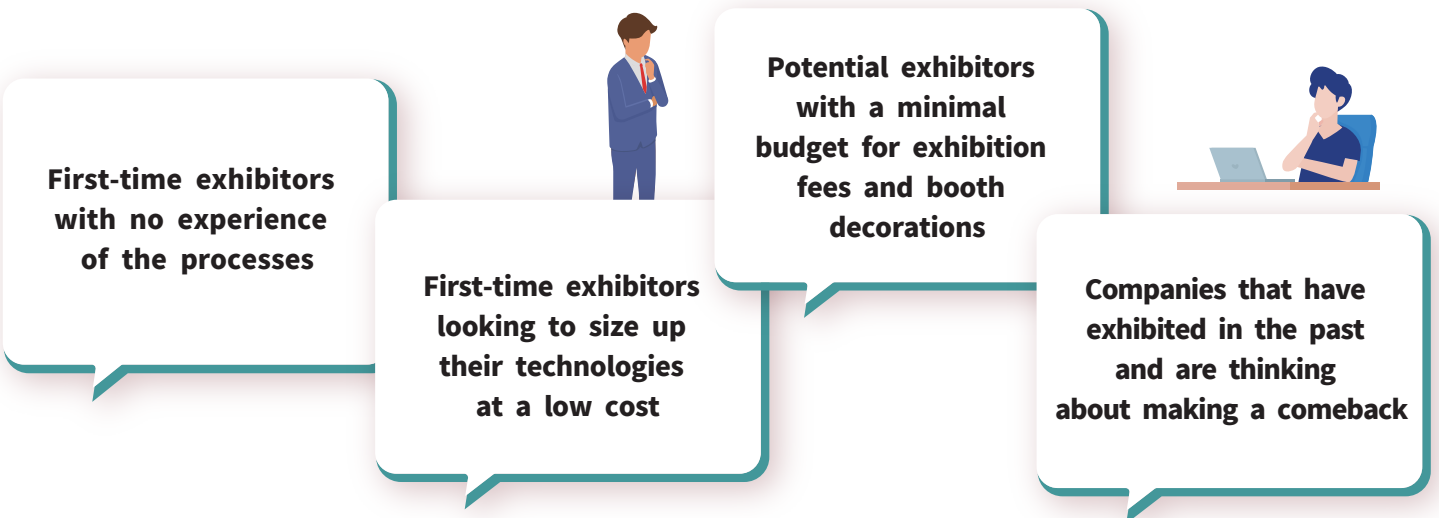 First-time exhibitors
with no experience
of the processes
First-time exhibitors
looking to size up
their technologies
at a low cost
Potential exhibitors
with a minimal
budget for exhibition
fees and booth
decorations
Companies that have
exhibited in the past
and are thinking
about making a comeback